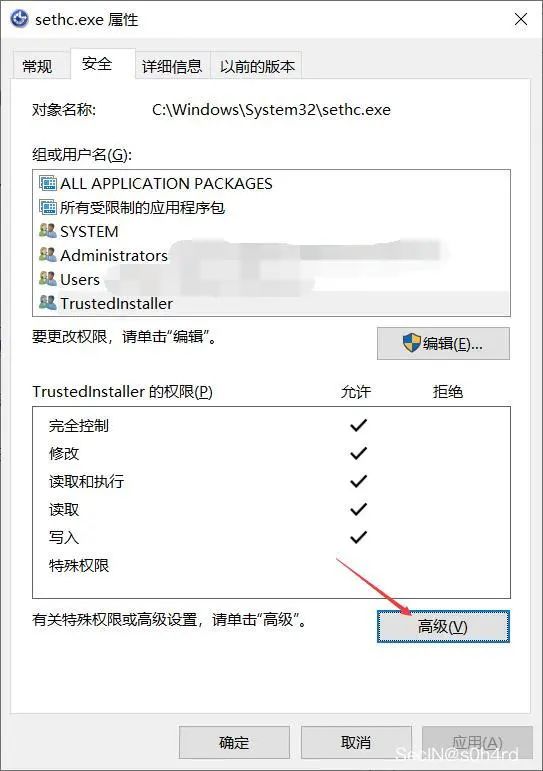 sethc.exe 属性
常规 安全 详细信息 以前的版本
对象名称: C:\Windows\System32\sethc.exe
组或用户名(G):
ALL APPLICATION PACKAGES
所有受限制的应用程序包
SYSTEM
Administrators
Users
TrustedInstaller
要更改权限，请单击“编辑”。
编辑(E)...
TrustedInstaller 的权限(P) 允许 拒绝
完全控制
修改
读取和执行
读取
写入
特殊权限
有关特殊权限或高级设置，请单击“高级”。
高级(V)
确定 取消 应用(A)
SecIN@s0h4rd